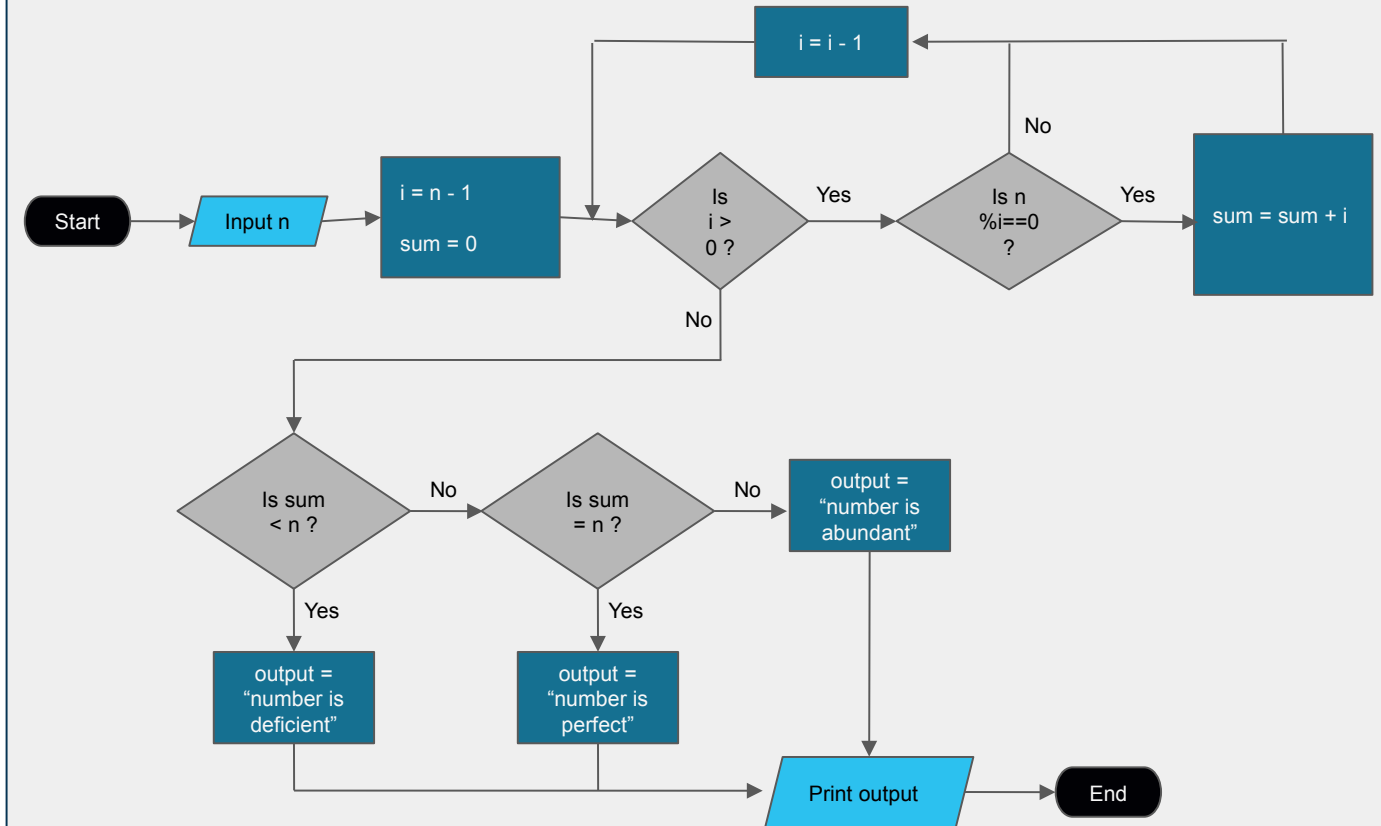 i = i - 1
No
Start
Input n
i = n - 1
sum = 0
Is
i >
0 ?
Yes
Is n
%i==0
?
Yes
sum = sum + i
No
Is sum
< n ?
No
Is sum
= n ?
No
output =
“number is
abundant”
Yes
Yes
output =
“number is
deficient”
output =
“number is
perfect”
Print output
End